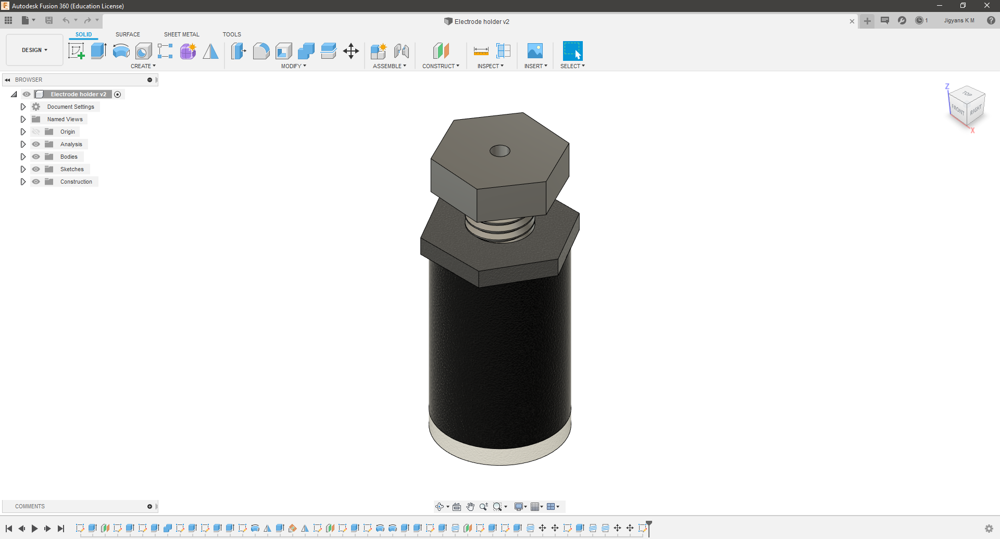 Autodesk Fusion 360 (Education License)
Electrode holder v2
1
Jigyans K M
DESIGN
SOLID
SURFACE
SHEET METAL
TOOLS
CREATE
MODIFY
ASSEMBLE
CONSTRUCT
INSPECT
INSERT
SELECT
BROWSER
Electrode holder v2
Document Settings
Named Views
Origin
Analysis
Bodies
Sketches
Construction
Z
TOP
FRONT
RIGHT
X
COMMENTS